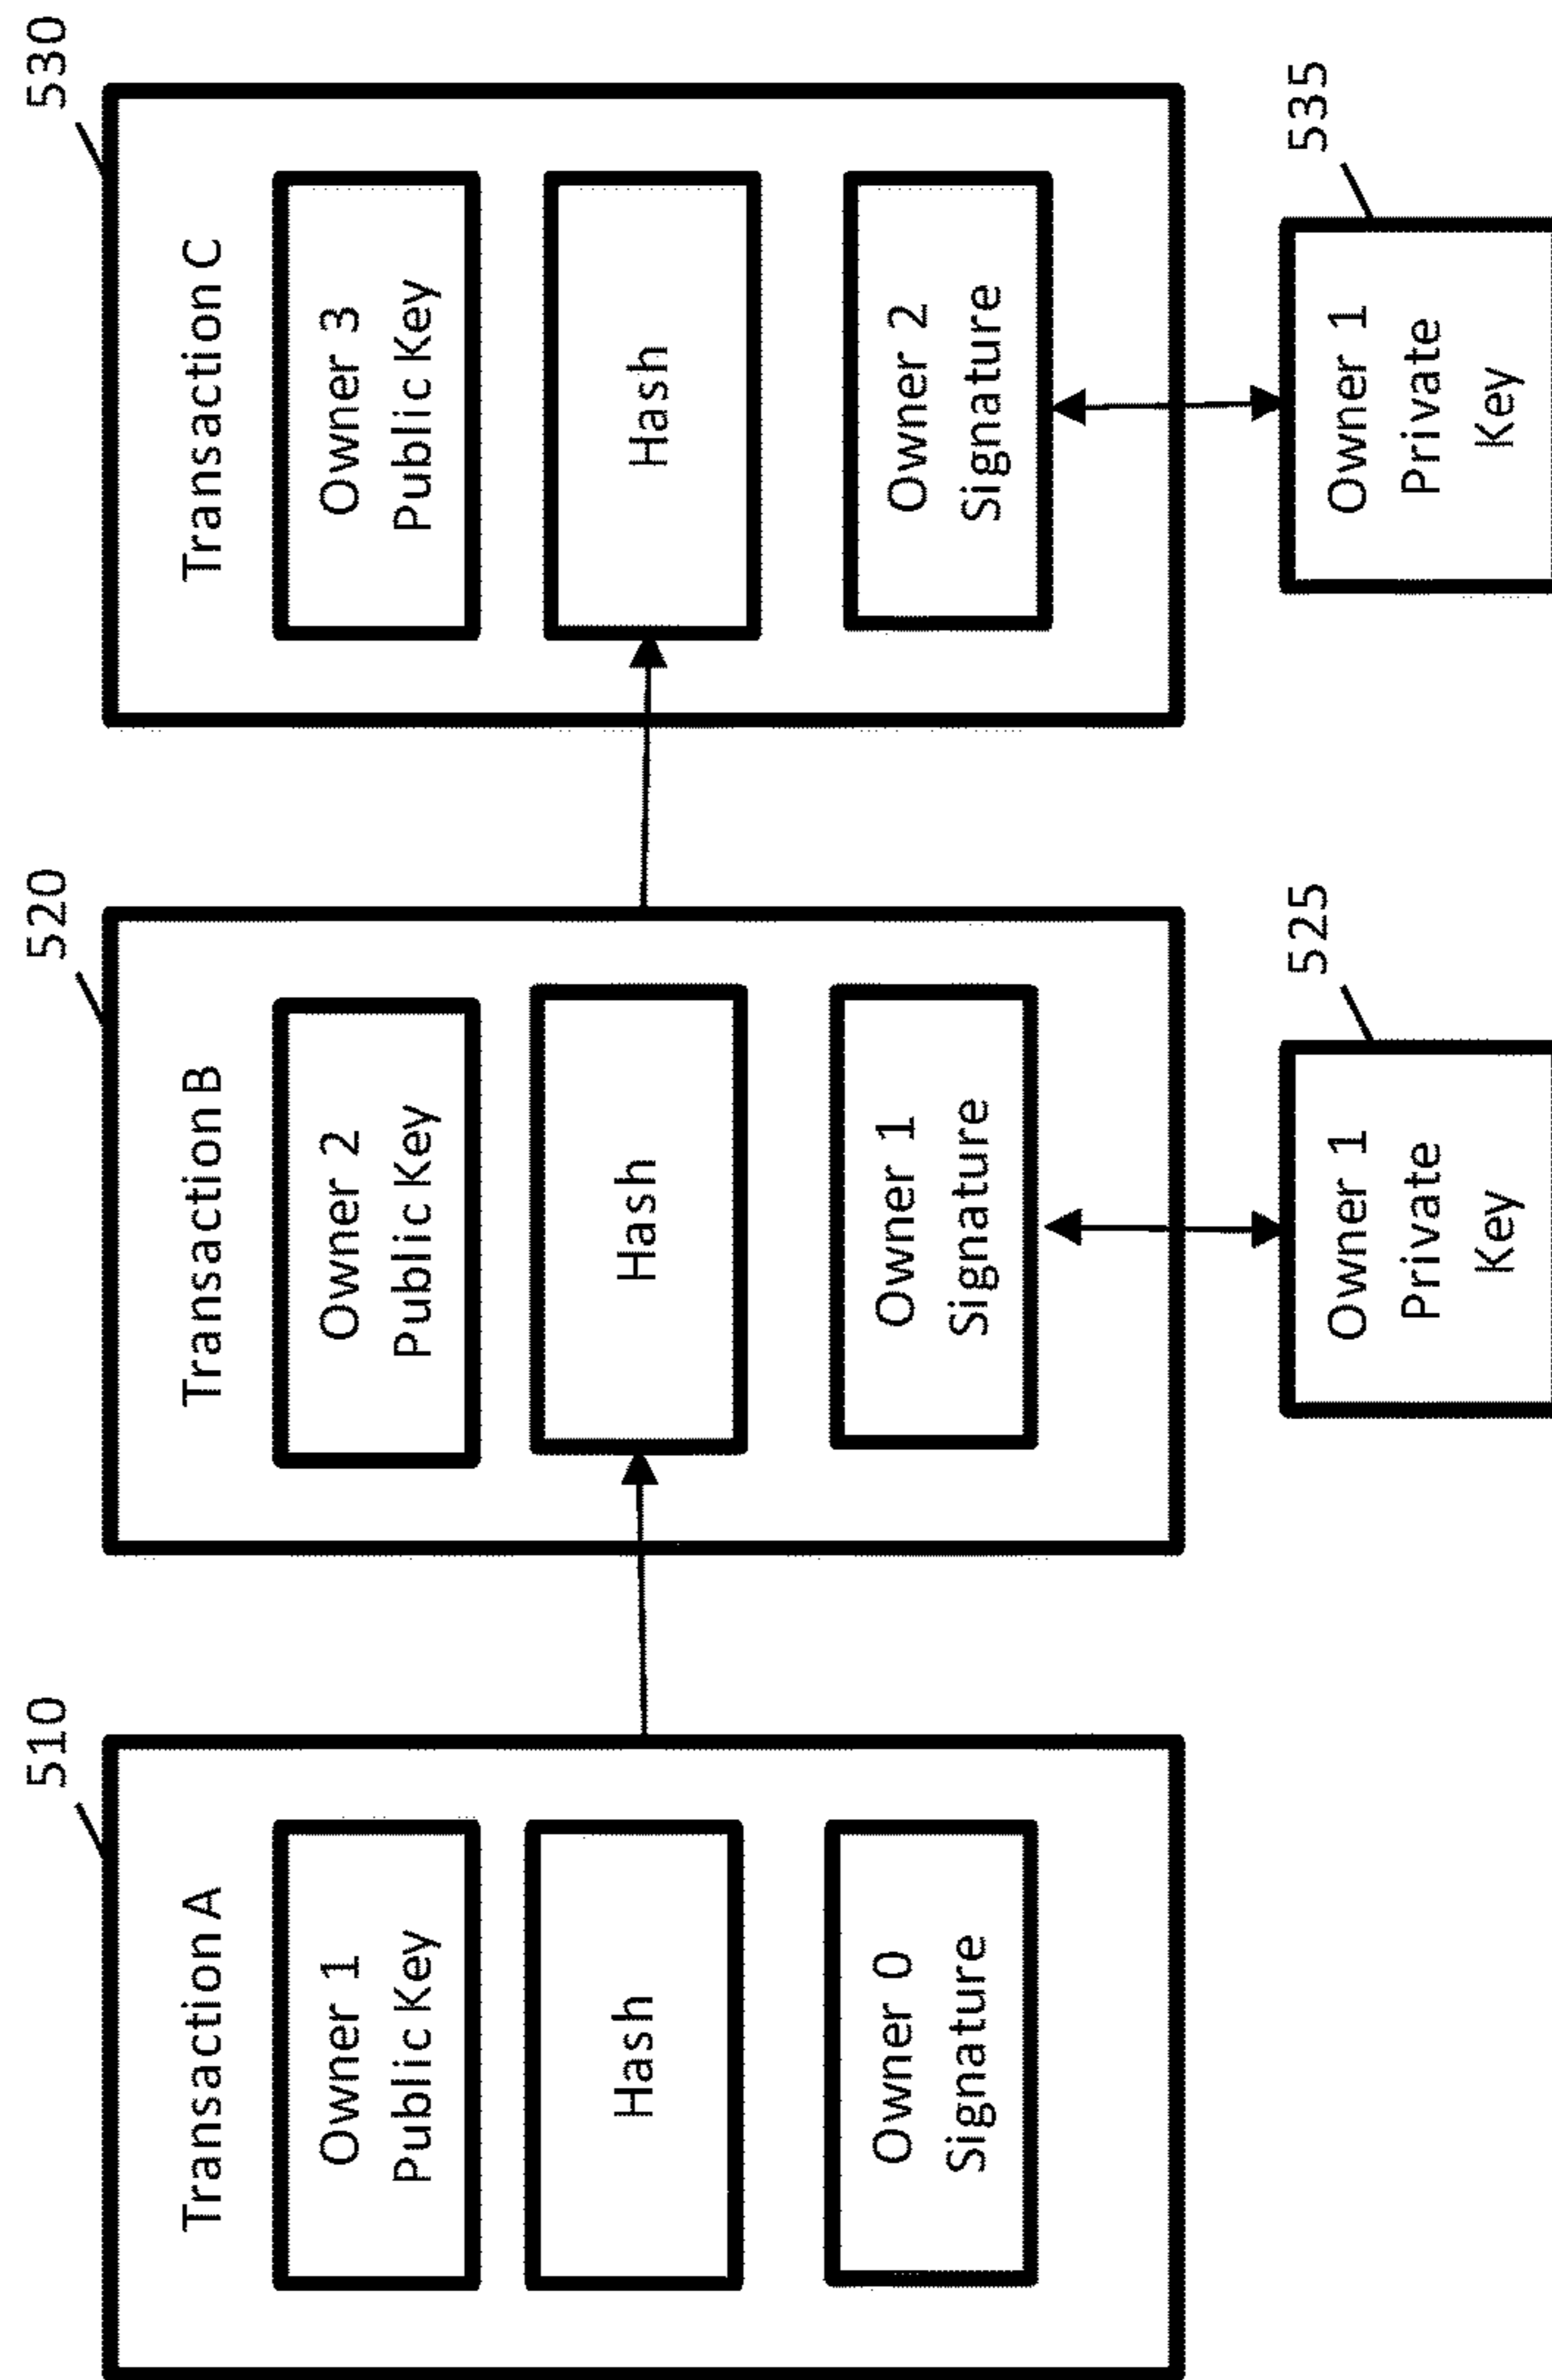 510
Transaction A
Owner 1
Public Key
Hash
Owner 0
Signature
520
Transaction B
Owner 2
Public Key
Hash
Owner 1
Signature
525
Owner 1
Private
Key
530
Transaction C
Owner 3
Public Key
Hash
Owner 2
Signature
535
Owner 1
Private
Key